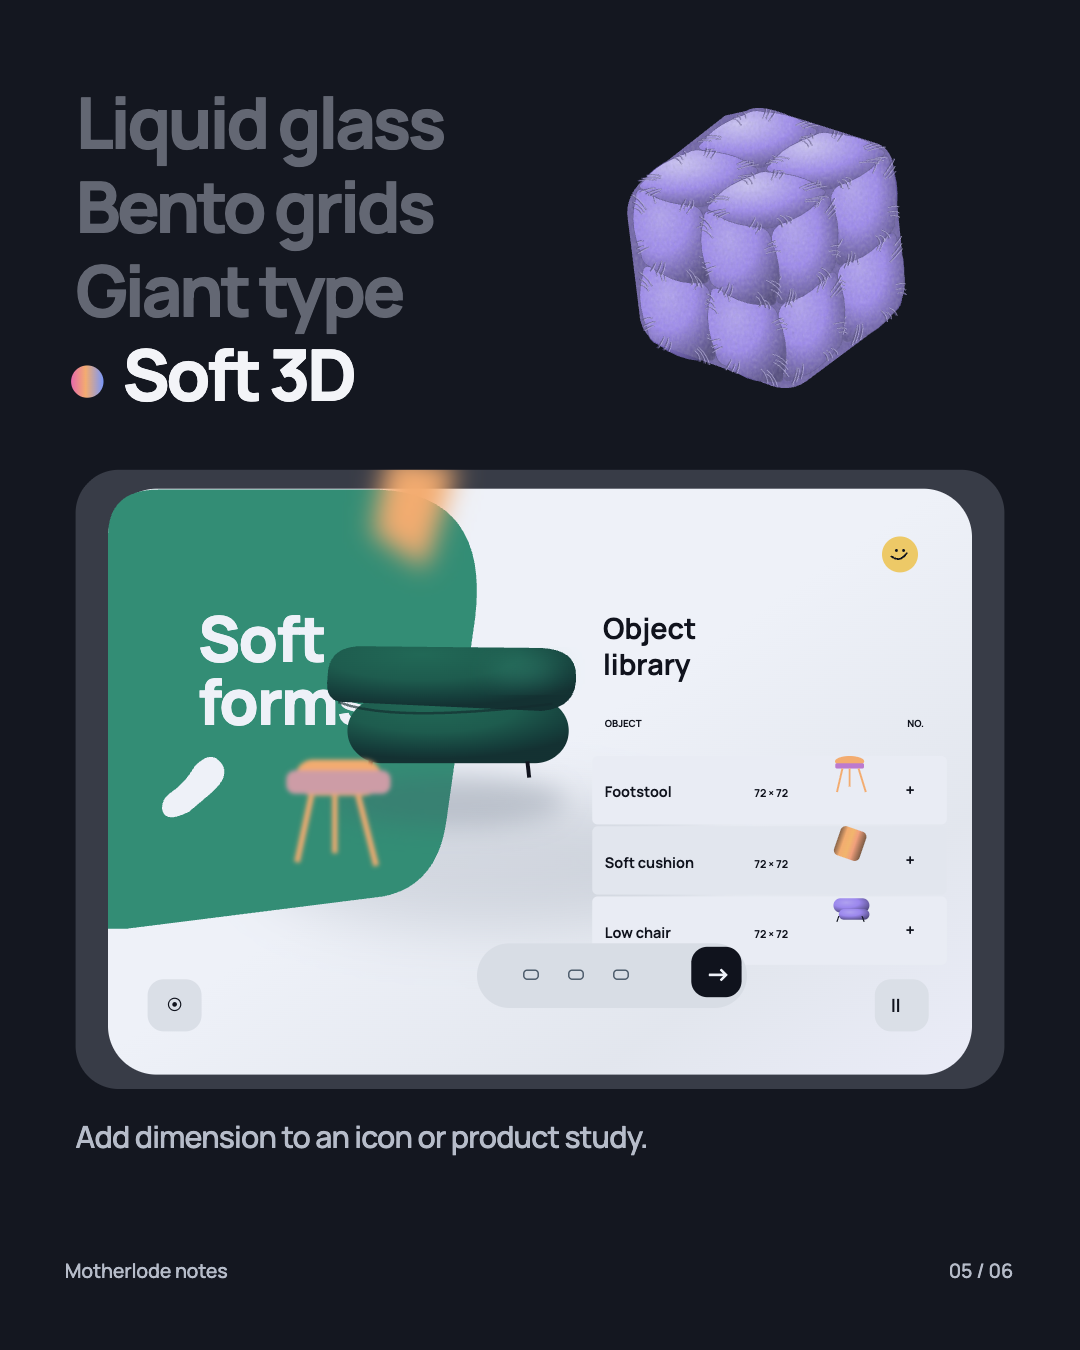 Liquid glass
Bento grids
Giant type
Soft 3D
Soft
forms
Object
library
OBJECT NO.
Footstool 72 × 72 +
Soft cushion 72 × 72 +
Low chair 72 × 72 +
Add dimension to an icon or product study.
Motherlode notes 05 / 06